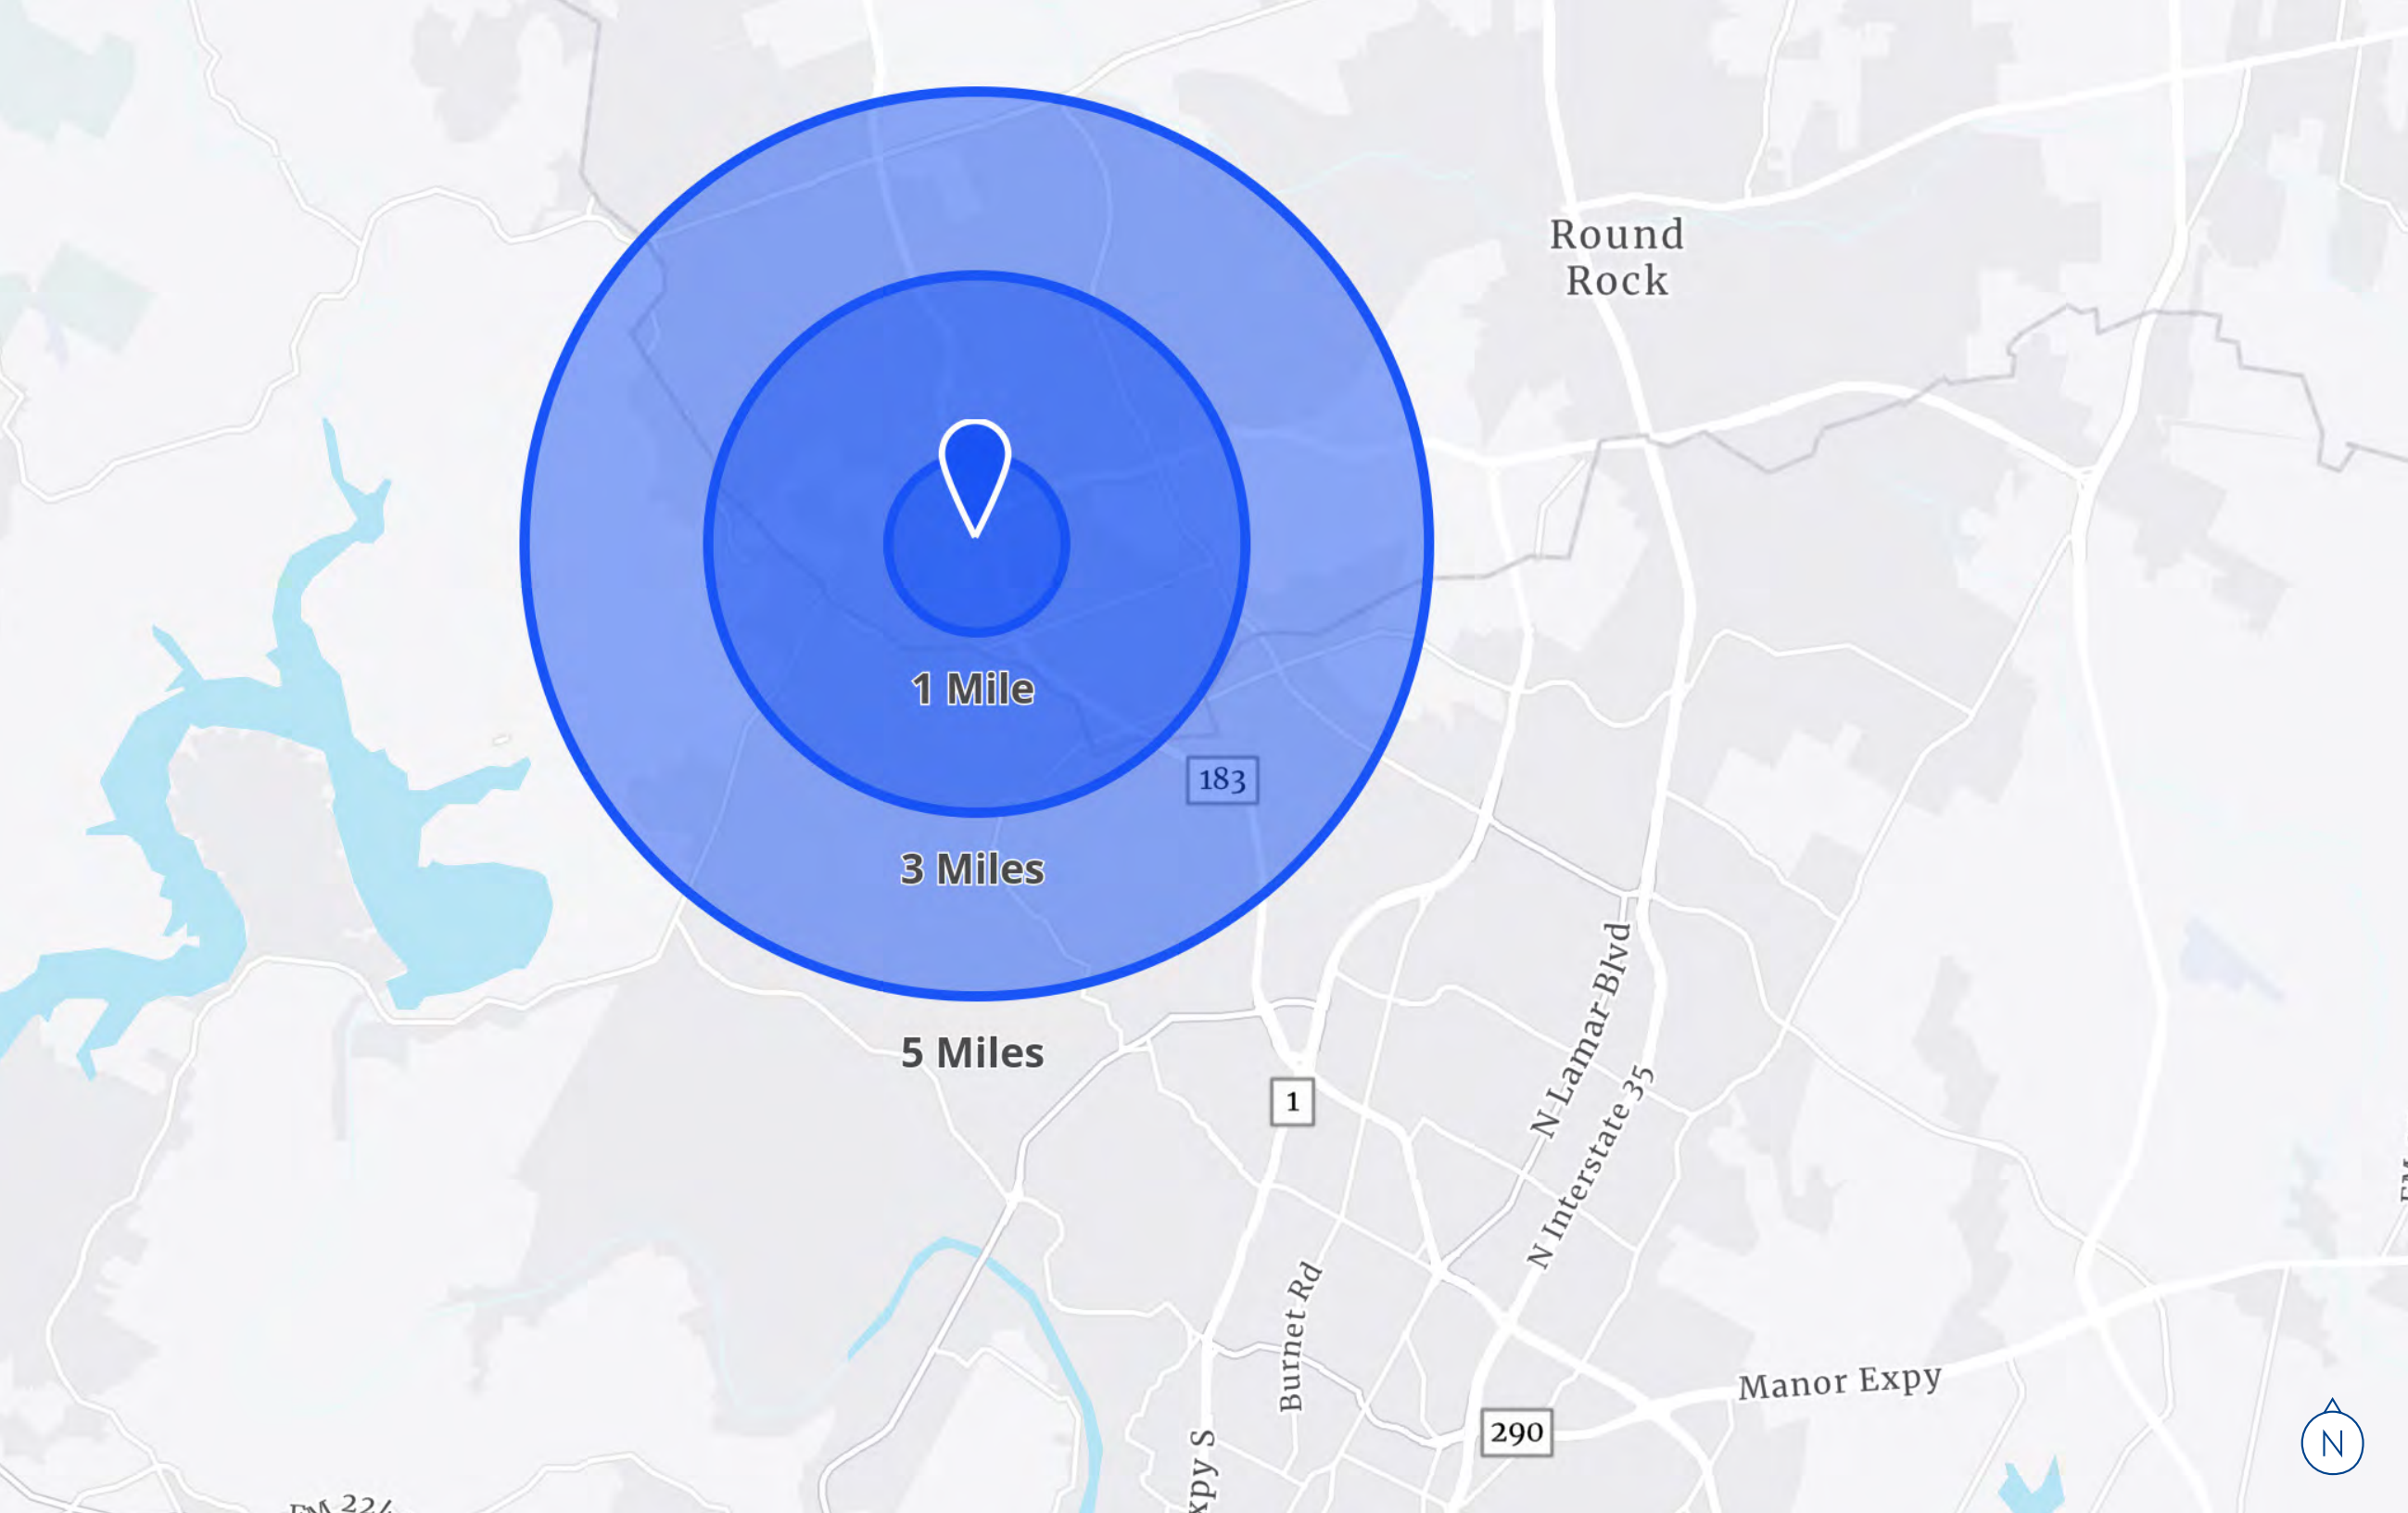 Round
Rock
1 Mile
183
3 Miles
5 Miles
N Lamar Blvd
N Interstate 35
1
Burnet Rd
Manor Expy
290
xpy S
N